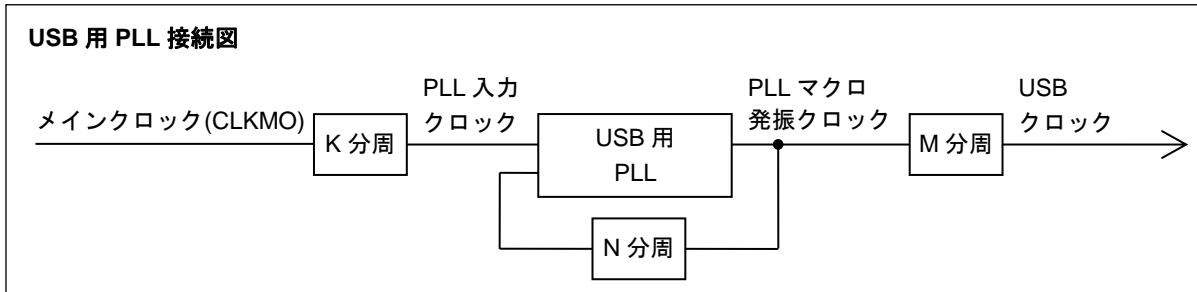 USB 用 PLL 接続図
メインクロック(CLKMO)
K 分周
PLL 入力
クロック
USB 用
PLL
PLL マクロ
発振クロック
M 分周
USB
クロック
N 分周